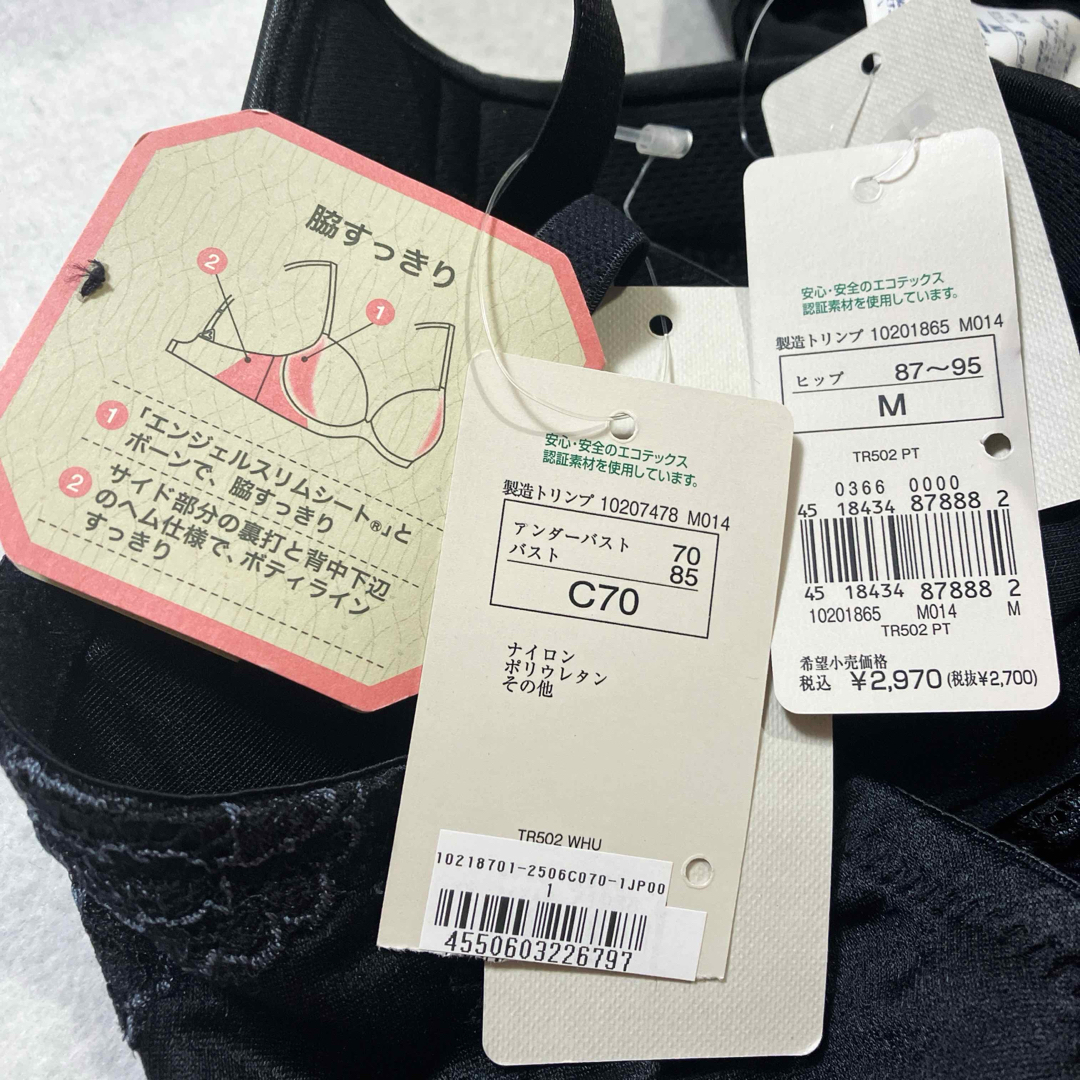 脇すっきり
2
1
1 「エンジェルスリムシート®」と
ボーンで、脇すっきり
2 サイド部分の裏打と背中下辺
のヘム仕様で、ボディライン
すっきり
安心・安全のエコテックス
認証素材を使用しています。
製造トリンプ 10207478 M014
アンダーバスト 70
バスト 85
C70
ナイロン
ポリウレタン
その他
TR502 WHU
10218701-2506C070-1JP00
1
4550603226797
安心・安全のエコテックス
認証素材を使用しています。
製造トリンプ 10201865 M014
ヒップ 87〜95
M
TR502 PT
0366 0000
45 18434 87888 2
45 18434 87888 2
10201865 M014 M
TR502 PT
希望小売価格
税込 ¥2,970 (税抜¥2,700)